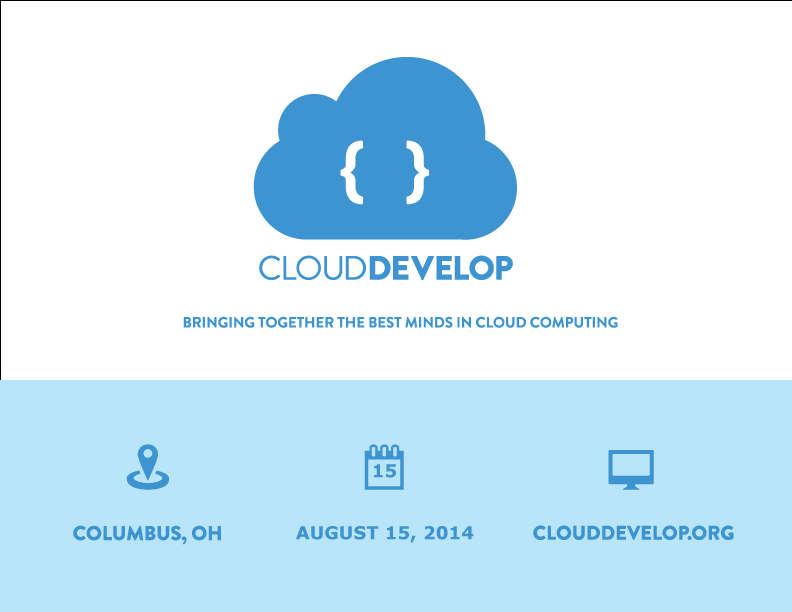 { }
CLOUDDEVELOP
BRINGING TOGETHER THE BEST MINDS IN CLOUD COMPUTING
15
COLUMBUS, OH
AUGUST 15, 2014
CLOUDDEVELOP.ORG